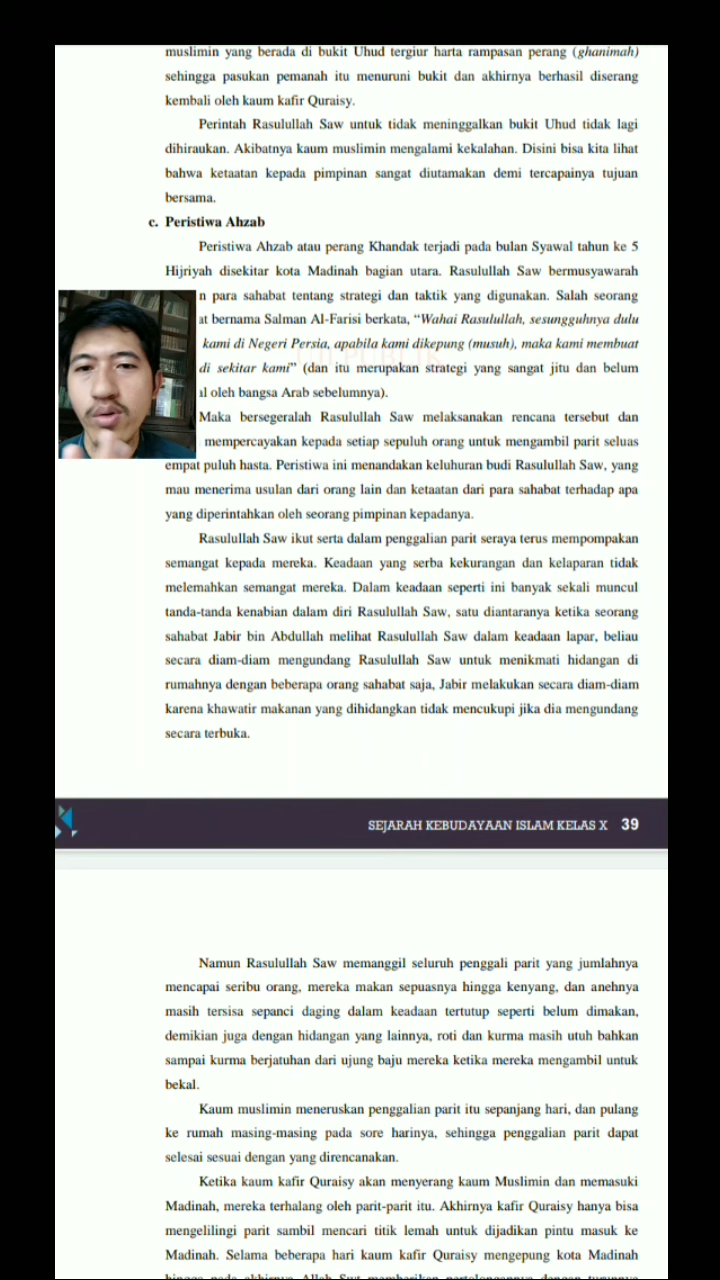 muslimin yang berada di bukit Uhud tergiur harta rampasan perang (ghanimah)
sehingga pasukan pemanah itu menuruni bukit dan akhirnya berhasil diserang
kembali oleh kaum kafir Quraisy.
Perintah Rasulullah Saw untuk tidak meninggalkan bukit Uhud tidak lagi
dihiraukan. Akibatnya kaum muslimin mengalami kekalahan. Disini bisa kita lihat
bahwa ketaatan kepada pimpinan sangat diutamakan demi tercapainya tujuan
bersama.
c. Peristiwa Ahzab
Peristiwa Ahzab atau perang Khandak terjadi pada bulan Syawal tahun ke 5
Hijriyah disekitar kota Madinah bagian utara. Rasulullah Saw bermusyawarah
n para sahabat tentang strategi dan taktik yang digunakan. Salah seorang
at bernama Salman Al-Farisi berkata, “Wahai Rasulullah, sesungguhnya dulu
kami di Negeri Persia, apabila kami dikepung (musuh), maka kami membuat
di sekitar kami” (dan itu merupakan strategi yang sangat jitu dan belum
al oleh bangsa Arab sebelumnya).
Maka bersegeralah Rasulullah Saw melaksanakan rencana tersebut dan
mempercayakan kepada setiap sepuluh orang untuk mengambil parit seluas
empat puluh hasta. Peristiwa ini menandakan keluhuran budi Rasulullah Saw, yang
mau menerima usulan dari orang lain dan ketaatan dari para sahabat terhadap apa
yang diperintahkan oleh seorang pimpinan kepadanya.
Rasulullah Saw ikut serta dalam penggalian parit seraya terus mempompakan
semangat kepada mereka. Keadaan yang serba kekurangan dan kelaparan tidak
melemahkan semangat mereka. Dalam keadaan seperti ini banyak sekali muncul
tanda-tanda kenabian dalam diri Rasulullah Saw, satu diantaranya ketika seorang
sahabat Jabir bin Abdullah melihat Rasulullah Saw dalam keadaan lapar, beliau
secara diam-diam mengundang Rasulullah Saw untuk menikmati hidangan di
rumahnya dengan beberapa orang sahabat saja, Jabir melakukan secara diam-diam
karena khawatir makanan yang dihidangkan tidak mencukupi jika dia mengundang
secara terbuka.
SEJARAH KEBUDAYAAN ISLAM KELAS X 39
Namun Rasulullah Saw memanggil seluruh penggali parit yang jumlahnya
mencapai seribu orang, mereka makan sepuasnya hingga kenyang, dan anehnya
masih tersisa sepanci daging dalam keadaan tertutup seperti belum dimakan,
demikian juga dengan hidangan yang lainnya, roti dan kurma masih utuh bahkan
sampai kurma berjatuhan dari ujung baju mereka ketika mereka mengambil untuk
bekal.
Kaum muslimin meneruskan penggalian parit itu sepanjang hari, dan pulang
ke rumah masing-masing pada sore harinya, sehingga penggalian parit dapat
selesai sesuai dengan yang direncanakan.
Ketika kaum kafir Quraisy akan menyerang kaum Muslimin dan memasuki
Madinah, mereka terhalang oleh parit-parit itu. Akhirnya kafir Quraisy hanya bisa
mengelilingi parit sambil mencari titik lemah untuk dijadikan pintu masuk ke
Madinah. Selama beberapa hari kaum kafir Quraisy mengepung kota Madinah
hingga pada akhirnya Allah Swt memberikan pertolongannya dengan turunnya